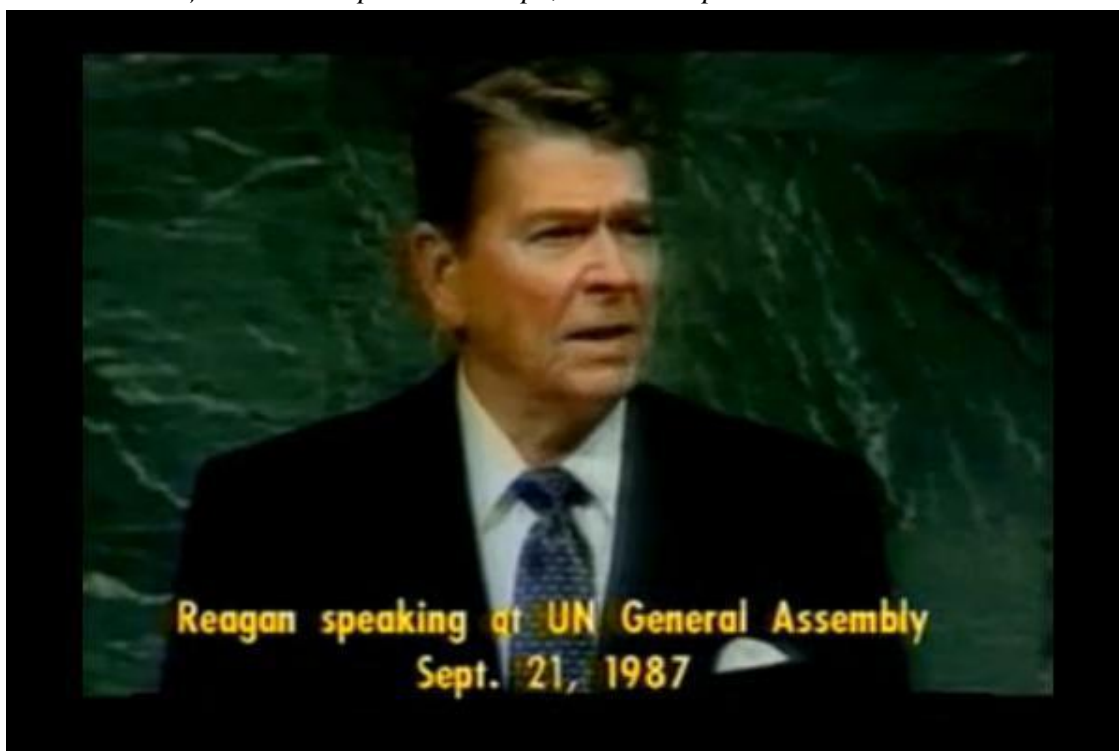 Reagan speaking at UN General Assembly
Sept. 21, 1987